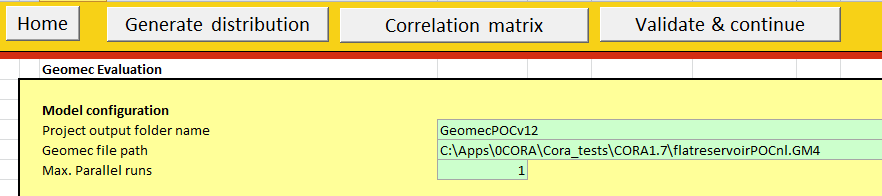 Home Generate distribution Correlation matrix Validate & continue
Geomec Evaluation
Model configuration
Project output folder name GeomecPOCv12
Geomec file path C:\Apps\0CORA\Cora_tests\CORA1.7\flatreservoirPOCnl.GM4
Max. Parallel runs 1